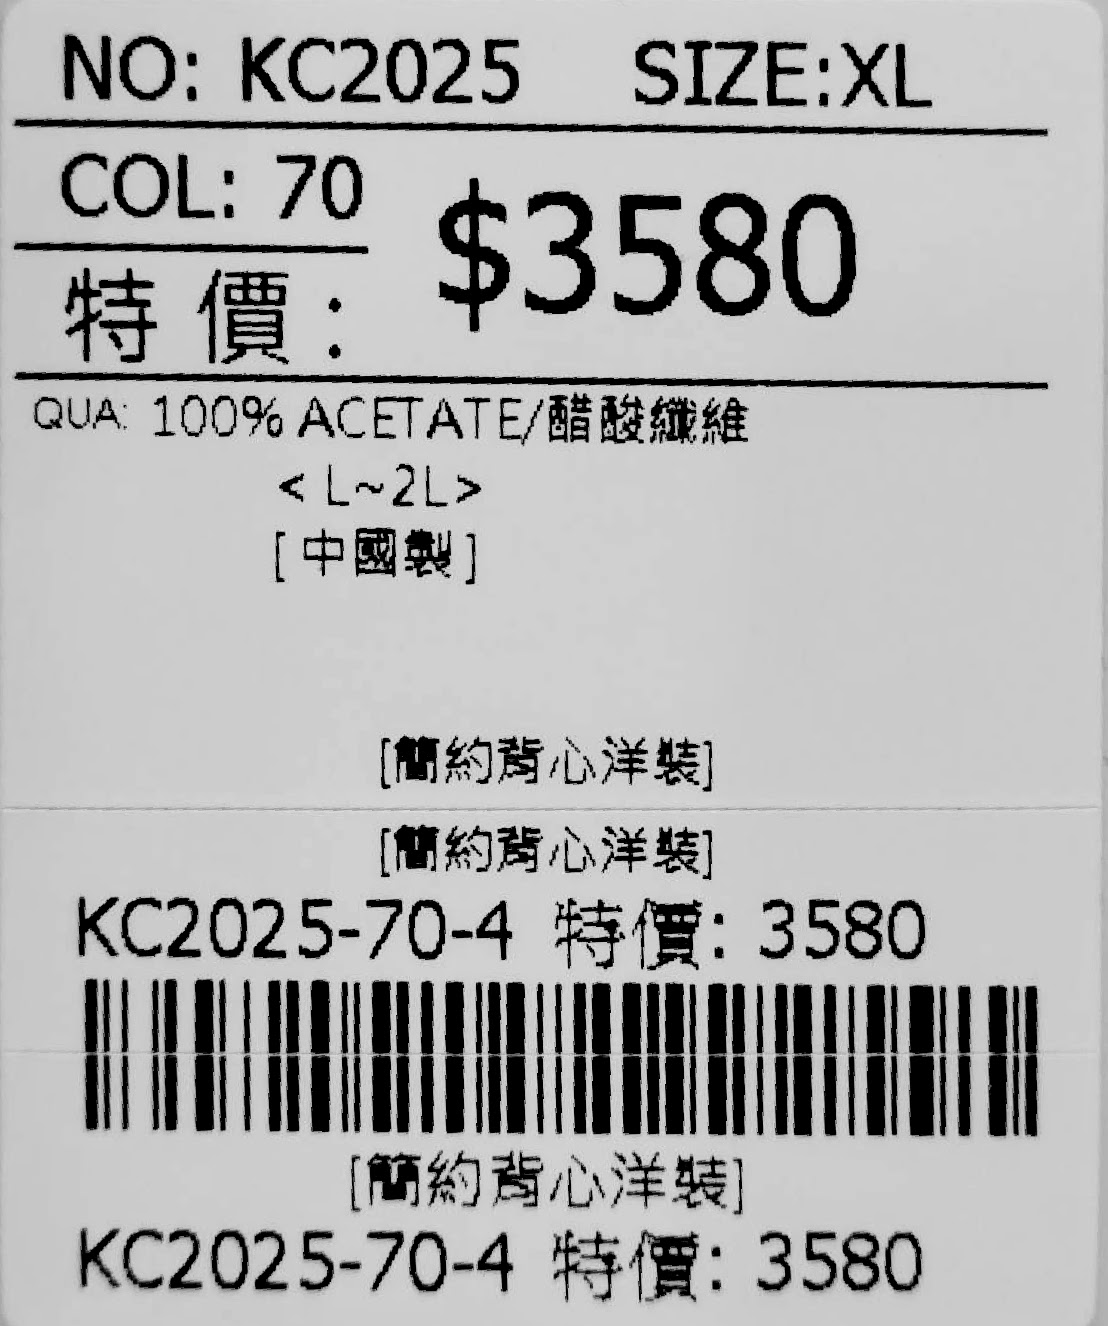 NO: KC2025 SIZE:XL
COL: 70
$3580
特價:
QUA: 100% ACETATE/醋酸纖維
< L~2L>
[中國製]
[簡約背心洋裝]
[簡約背心洋裝]
KC2025-70-4 特價: 3580
[簡約背心洋裝]
KC2025-70-4 特價: 3580